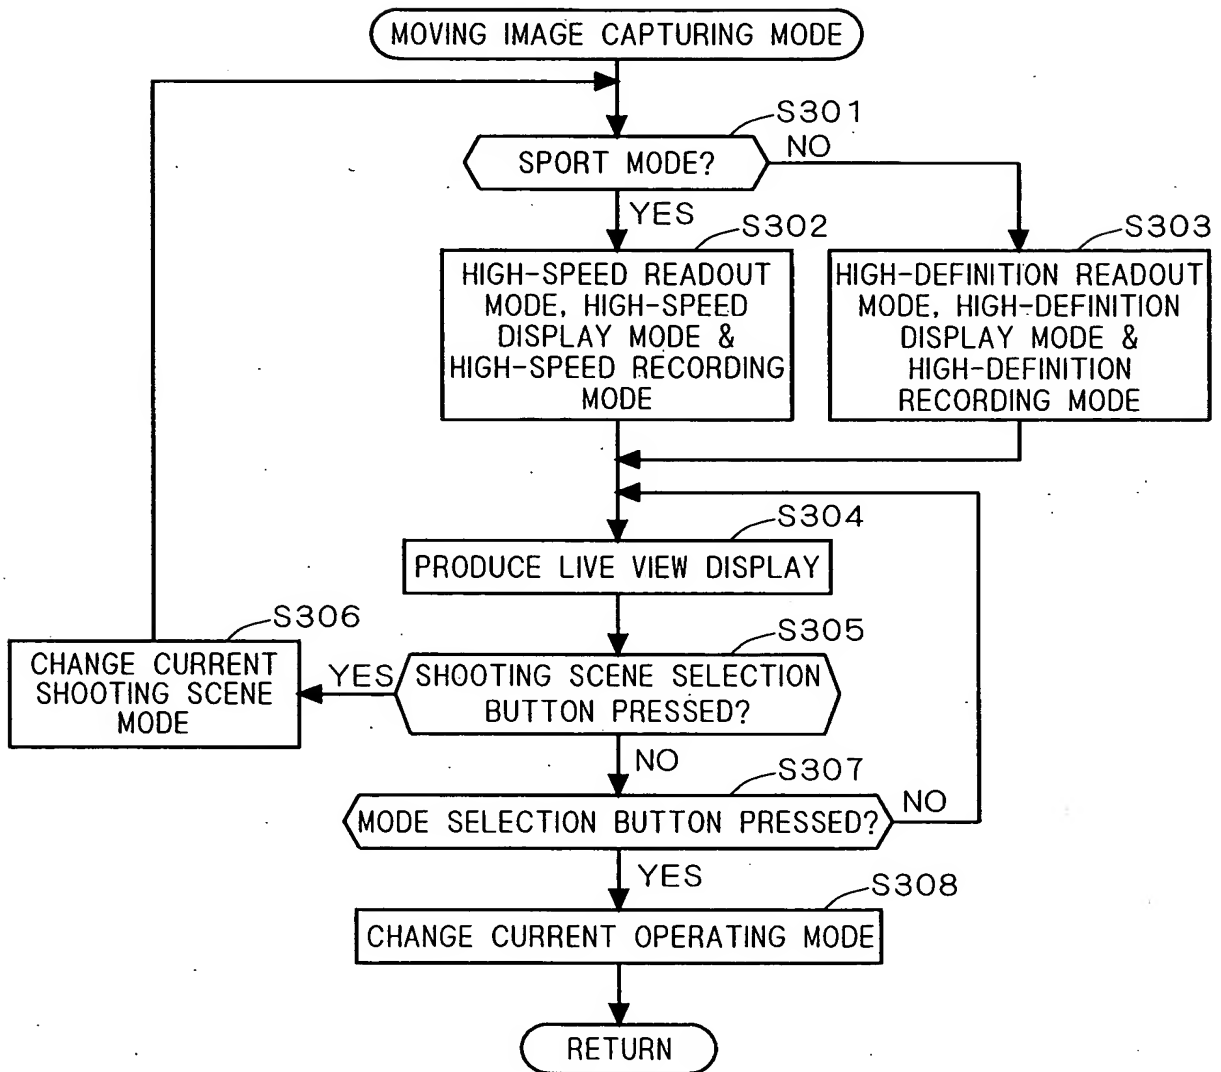 MOVING IMAGE CAPTURING MODE
S301
SPORT MODE?
NO
YES
S302
S303
HIGH-SPEED READOUT
MODE, HIGH-SPEED
DISPLAY MODE &
HIGH-SPEED RECORDING
MODE
HIGH-DEFINITION READOUT
MODE, HIGH-DEFINITION
DISPLAY MODE &
HIGH-DEFINITION
RECORDING MODE
S304
PRODUCE LIVE VIEW DISPLAY
S306
CHANGE CURRENT
SHOOTING SCENE
MODE
S305
YES
SHOOTING SCENE SELECTION
BUTTON PRESSED?
NO
S307
MODE SELECTION BUTTON PRESSED?
NO
YES
S308
CHANGE CURRENT OPERATING MODE
RETURN